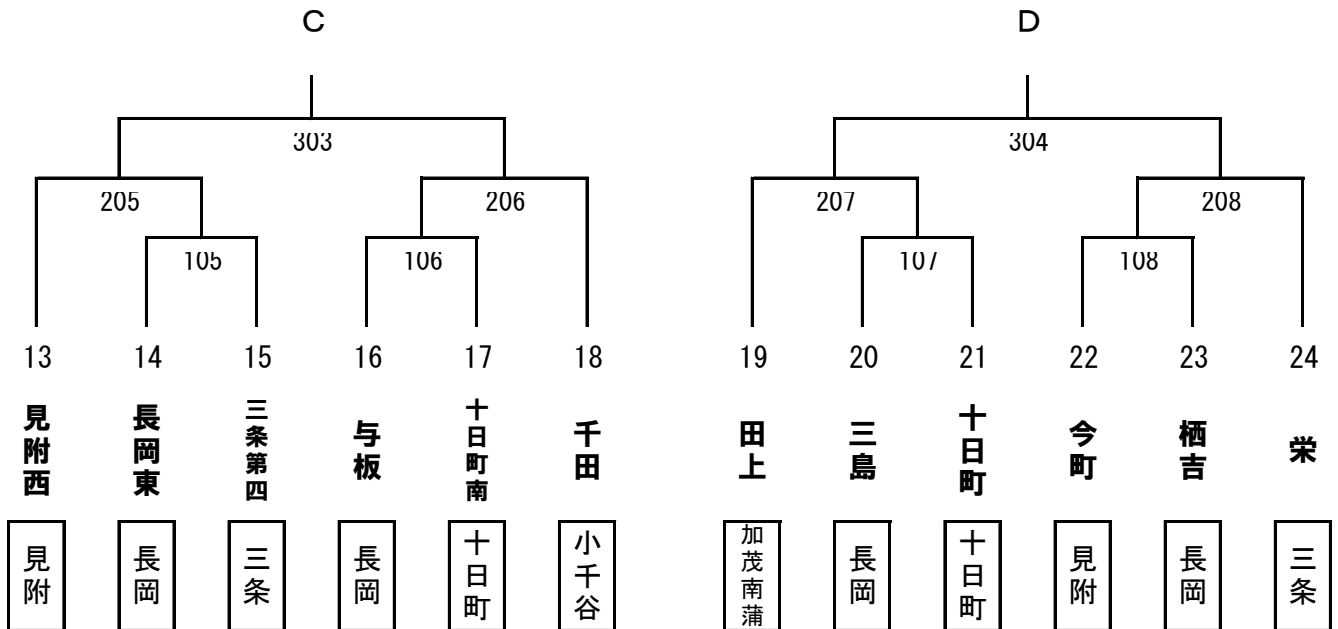 C D
303 304
205 206 207 208
105 106 107 108
13 14 15 16 17 18 19 20 21 22 23 24
見附西 長岡東 三条第四 与板 十日町南 千田 田上 三島 十日町 今町 栖吉 栄
見附 長岡 三条 長岡 十日町 小千谷 加茂南蒲 長岡 十日町 見附 長岡 三条